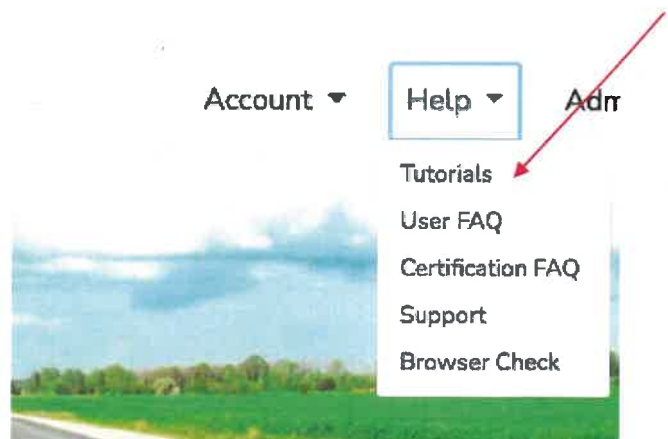 Account Help Adm
Tutorials
User FAQ
Certification FAQ
Support
Browser Check